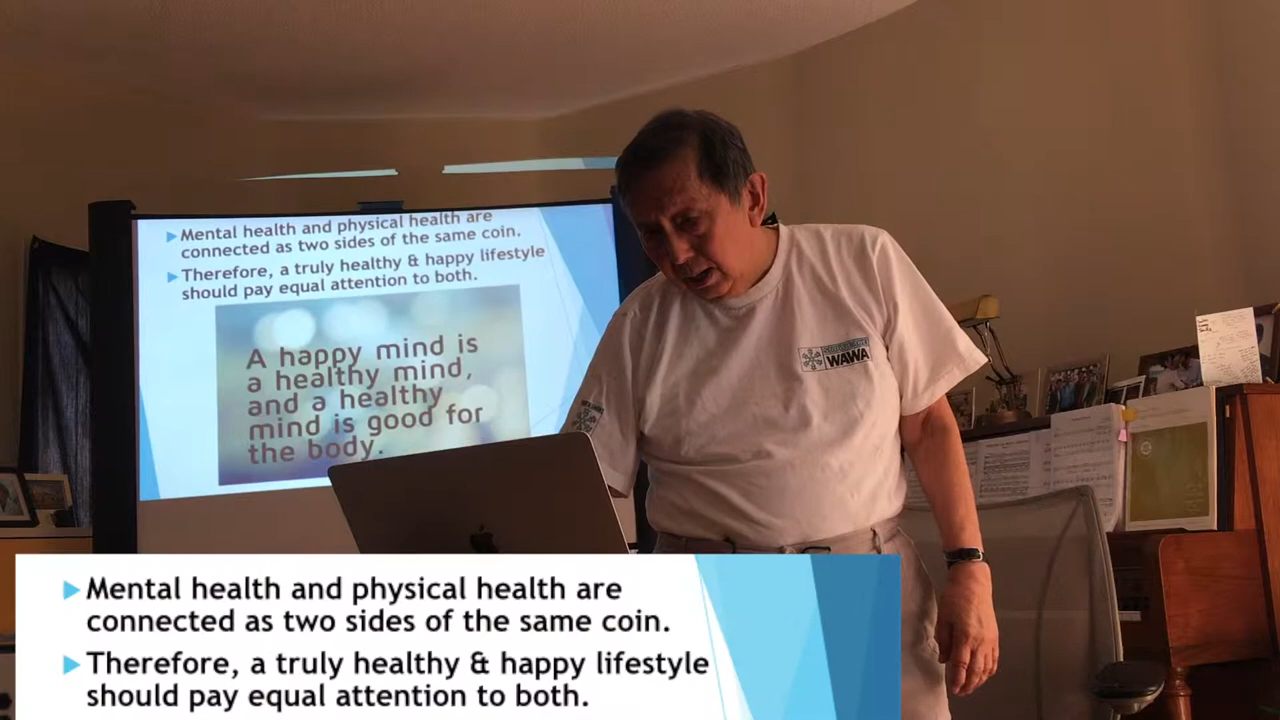 Mental health and physical health are
connected as two sides of the same coin.
Therefore, a truly healthy & happy lifestyle
should pay equal attention to both.
A happy mind is
a healthy mind,
and a healthy
mind is good for
the body.
WAWA
Mental health and physical health are
connected as two sides of the same coin.
Therefore, a truly healthy & happy lifestyle
should pay equal attention to both.